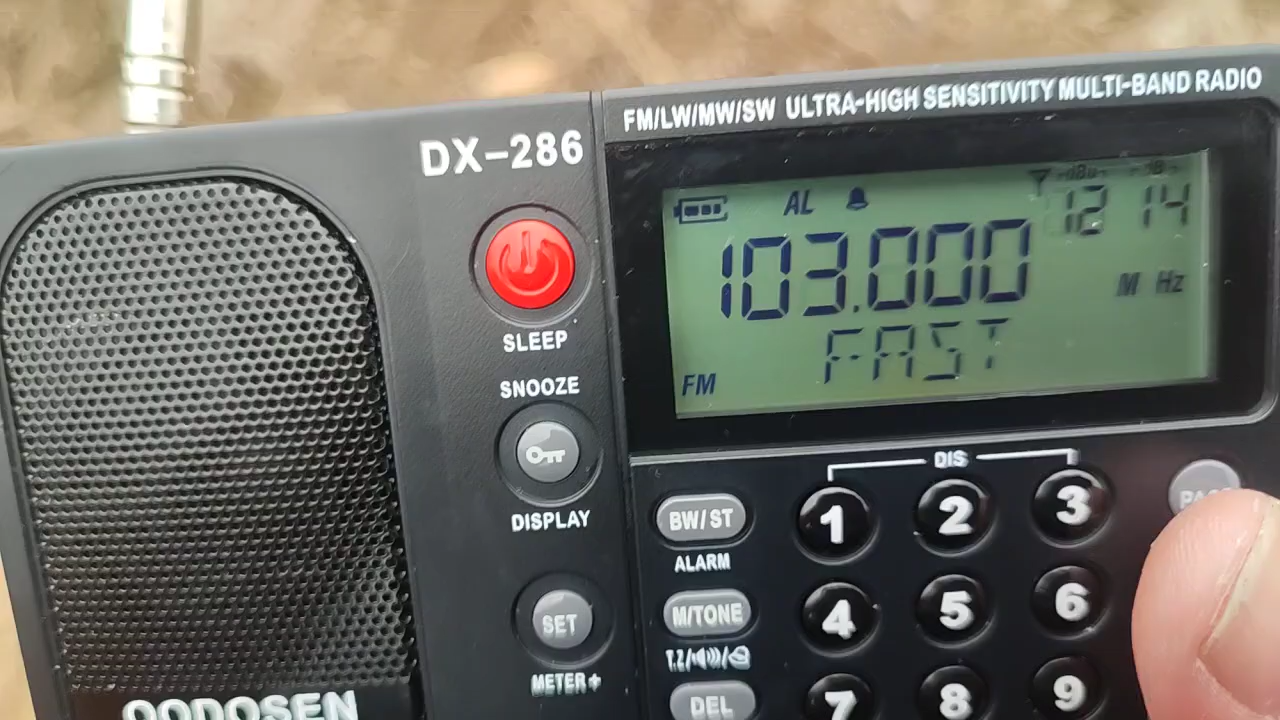 FM/LW/MW/SW ULTRA-HIGH SENSITIVITY MULTI-BAND RADIO
DX-286
AL
12 14
103.000
M Hz
FAST
FM
SLEEP
SNOOZE
DISPLAY
SET
METER+
DIS
BW/ST
1 2 3
ALARM
M/TONE
4 5 6
DEL
7 8 9
QODOSEN